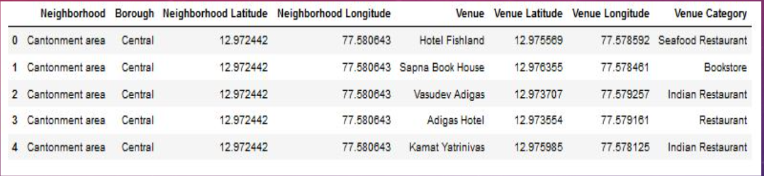 Neighborhood Borough Neighborhood Latitude Neighborhood Longitude Venue Venue Latitude Venue Longitude Venue Category
0 Cantonment area Central 12.972442 77.580643 Hotel Fishland 12.975569 77.578592 Seafood Restaurant
1 Cantonment area Central 12.972442 77.580643 Sapna Book House 12.976355 77.578461 Bookstore
2 Cantonment area Central 12.972442 77.580643 Vasudev Adigas 12.973707 77.579257 Indian Restaurant
3 Cantonment area Central 12.972442 77.580643 Adigas Hotel 12.973554 77.579161 Restaurant
4 Cantonment area Central 12.972442 77.580643 Kamat Yatrinivas 12.975985 77.578125 Indian Restaurant